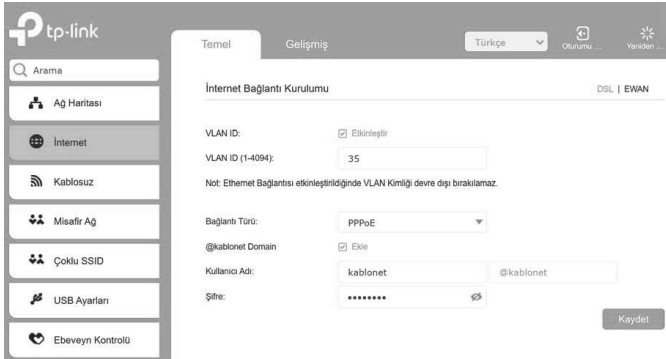 tp-link
Temel Gelişmiş Türkçe Oturumu ... Yeniden ...
Arama
Ağ Haritası
İnternet
Kablosuz
Misafir Ağ
Çoklu SSID
USB Ayarları
Ebeveyn Kontrolü
İnternet Bağlantı Kurulumu DSL | EWAN
VLAN ID: Etkinleştir
VLAN ID (1-4094): 35
Not: Ethernet Bağlantısı etkinleştirildiğinde VLAN Kimliği devre dışı bırakılamaz.
Bağlantı Türü: PPPoE
@kablonet Domain Ekle
Kullanıcı Adı: kablonet @kablonet
Şifre: ••••••••
Kaydet